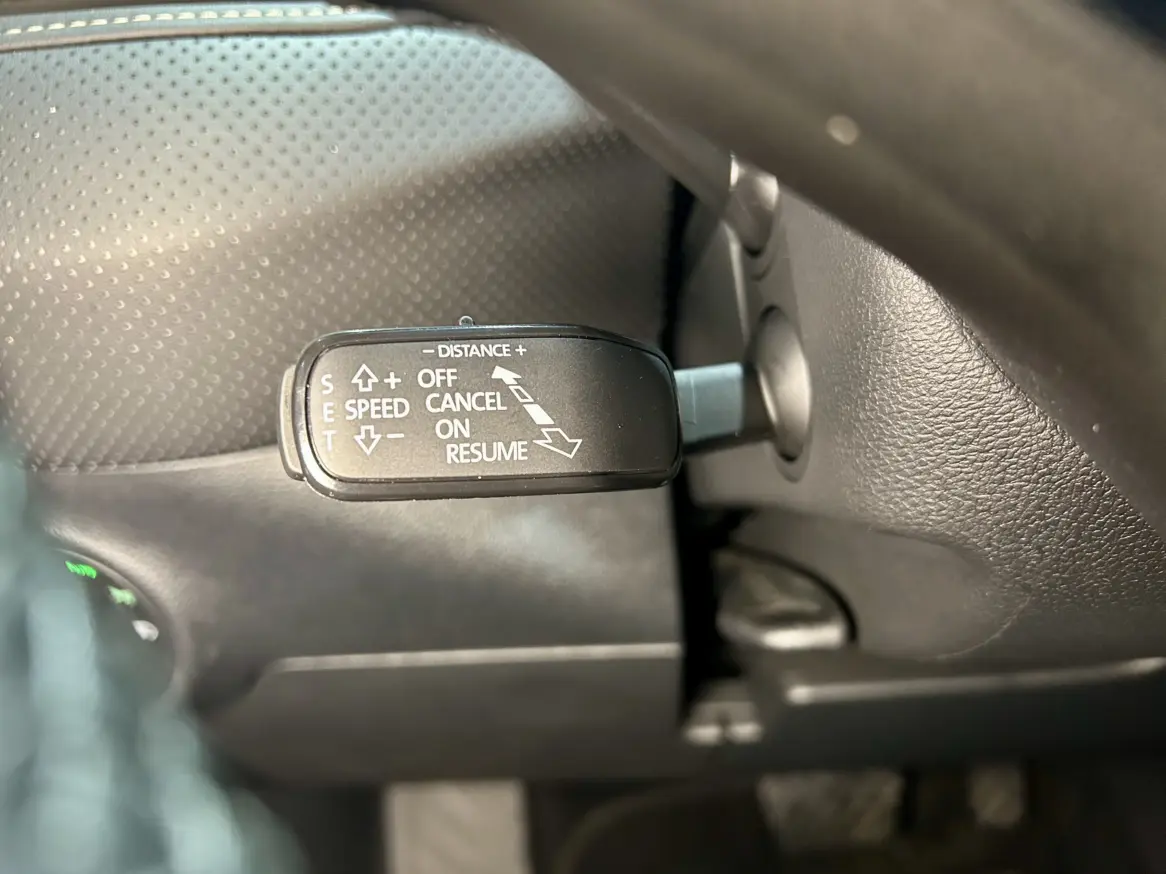 − DISTANCE +
S + OFF
E SPEED CANCEL
T − ON
RESUME